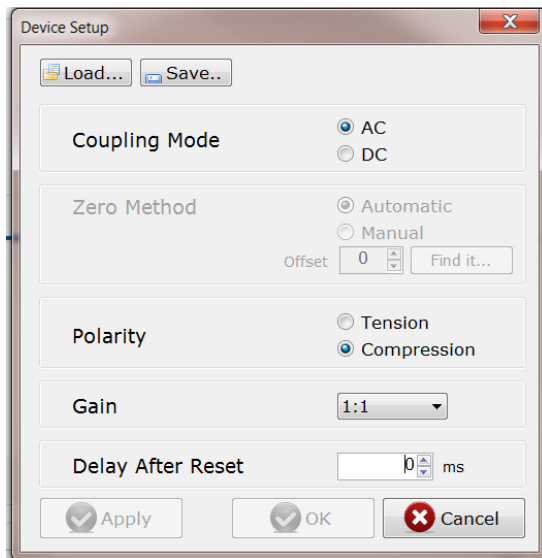 Device Setup
Load... Save..
Coupling Mode
AC
DC
Zero Method
Automatic
Manual
Offset 0 Find it...
Polarity
Tension
Compression
Gain 1:1
Delay After Reset 0 ms
Apply OK Cancel